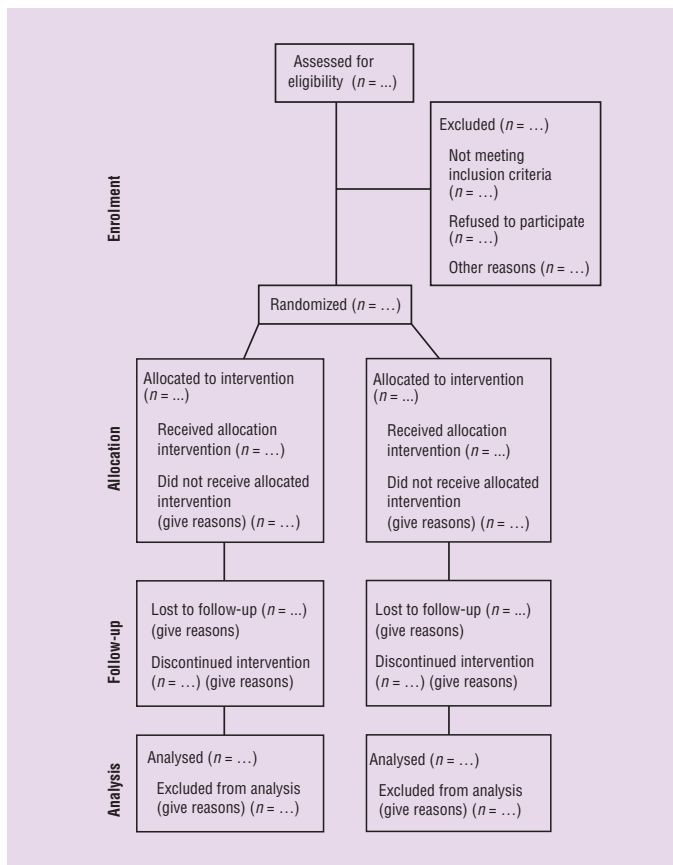 Assessed for
eligibility (n = ...)
Excluded (n = …)
Not meeting
inclusion criteria
(n = …)
Refused to participate
(n = …)
Other reasons (n = …)
Enrolment
Randomized (n = …)
Allocated to intervention
(n = ...)
Received allocation
intervention (n = …)
Did not receive allocated
intervention
(give reasons) (n = …)
Allocated to intervention
(n = ...)
Received allocation
intervention (n = ...)
Did not receive allocated
intervention
(give reasons) (n = …)
Allocation
Lost to follow-up (n = ...)
(give reasons)
Discontinued intervention
(n = …) (give reasons)
Lost to follow-up (n = ...)
(give reasons)
Discontinued intervention
(n = …) (give reasons)
Follow-up
Analysed (n = …)
Excluded from analysis
(give reasons) (n = …)
Analysed (n = …)
Excluded from analysis
(give reasons) (n = …)
Analysis